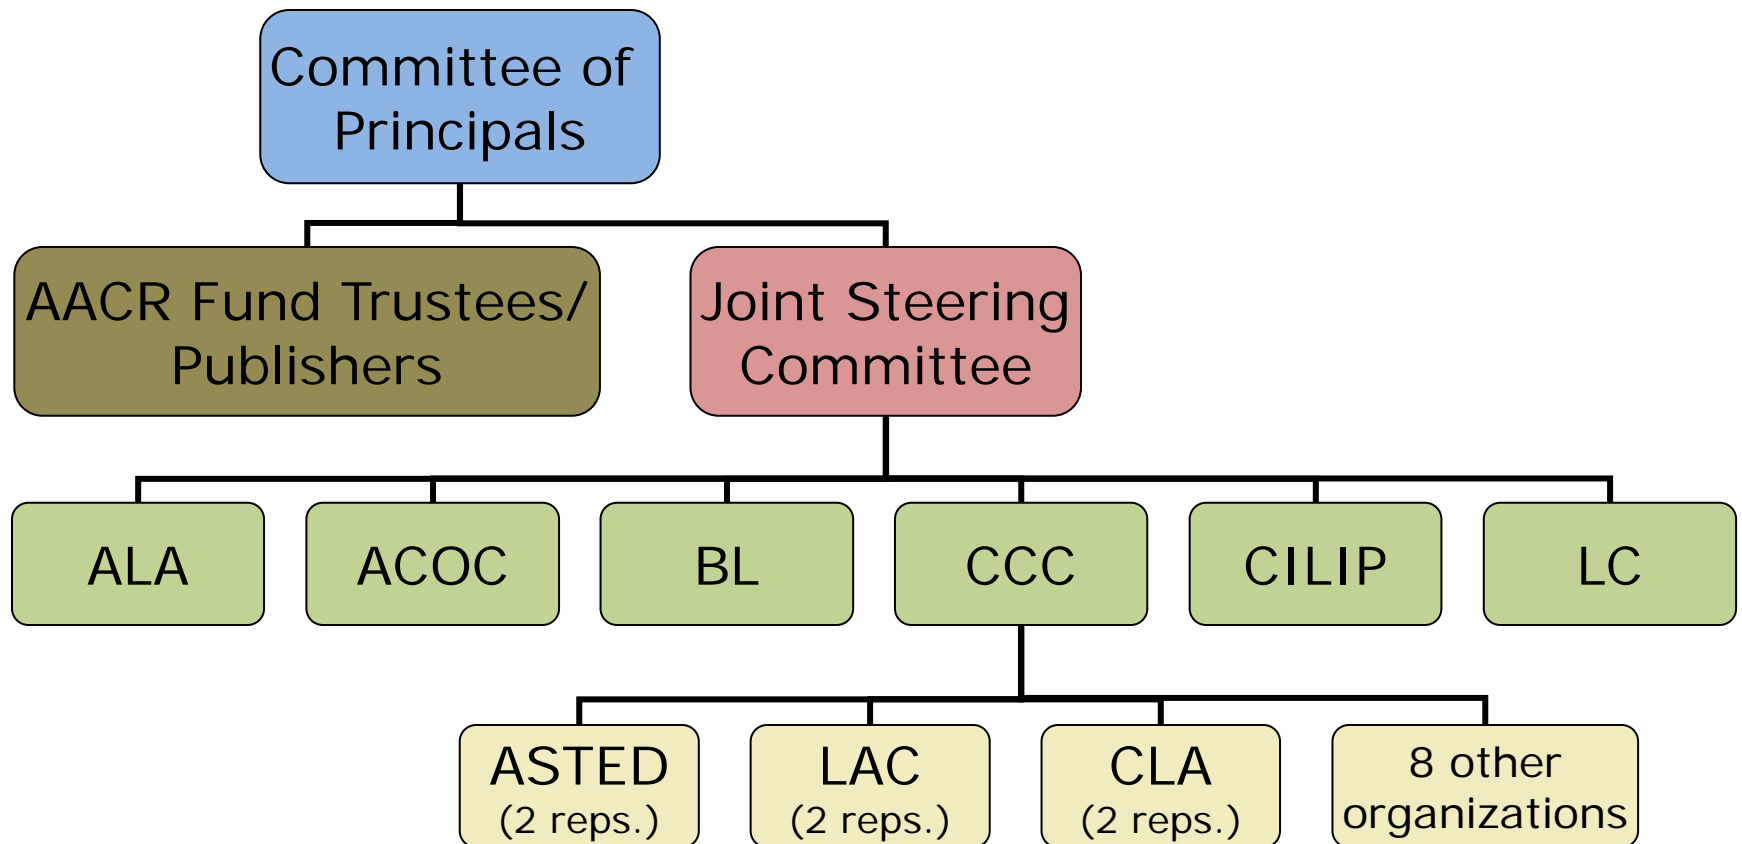 Committee of
Principals
AACR Fund Trustees/
Publishers
Joint Steering
Committee
ALA
ACOC
BL
CCC
CILIP
LC
ASTED
(2 reps.)
LAC
(2 reps.)
CLA
(2 reps.)
8 other
organizations